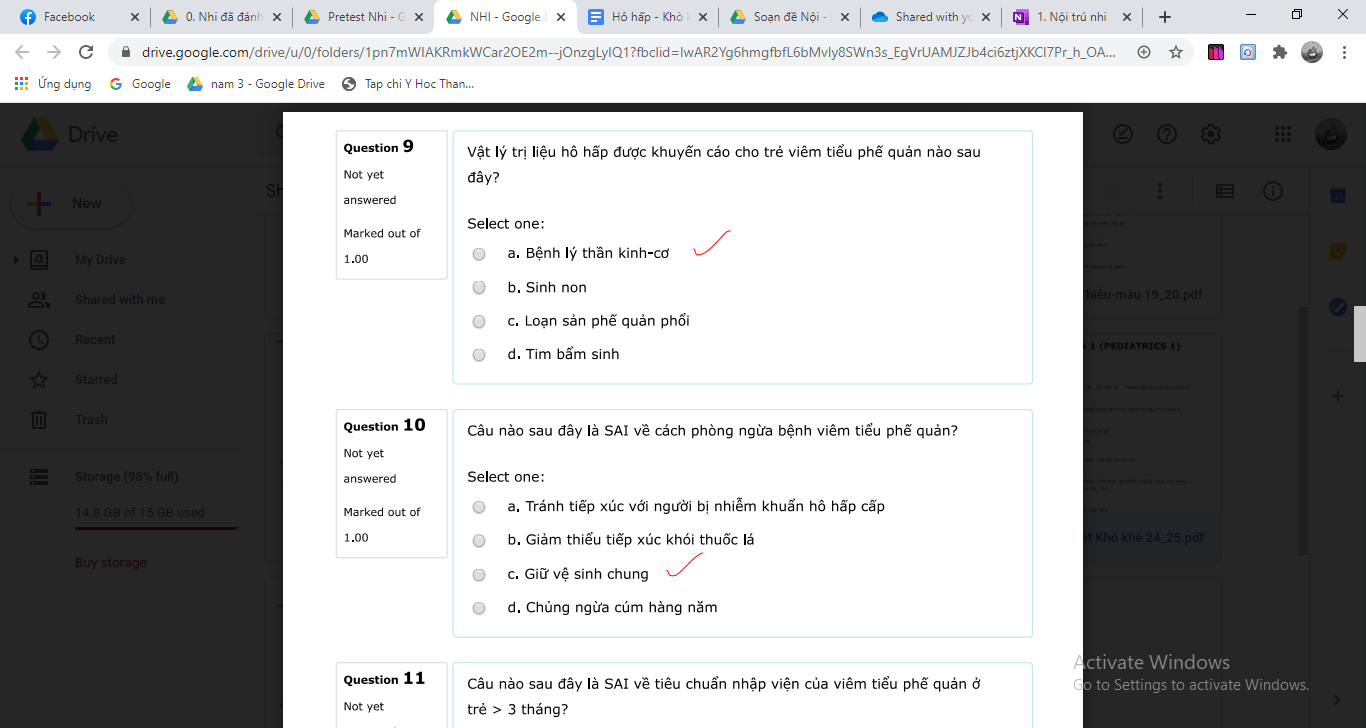 Facebook
0. Nhi đã đánh
Pretest Nhi - G
NHI - Google D
Hô hấp - Khò k
Soạn đề Nội -
Shared with yo
1. Nội trú nhi
drive.google.com/drive/u/0/folders/1pn7mWIAKRmkWCar2OE2m--jOnzgLylQ1?fbclid=IwAR2Yg6hmgfbfL6bMvIy8SWn3s_EgVrUAMJZJb4ci6ztjXKCl7Pr_h_OA...
Ứng dụng
Google
nam 3 - Google Drive
Tạp chí Y Học Than...
Drive
New
My Drive
Shared with me
Recent
Starred
Trash
Storage (98% full)
14.8 GB of 15 GB used
Buy storage
Question 9
Not yet
answered
Marked out of
1.00
Vật lý trị liệu hô hấp được khuyến cáo cho trẻ viêm tiểu phế quản nào sau
đây?
Select one:
a. Bệnh lý thần kinh-cơ
b. Sinh non
c. Loạn sản phế quản phổi
d. Tim bẩm sinh
Question 10
Not yet
answered
Marked out of
1.00
Câu nào sau đây là SAI về cách phòng ngừa bệnh viêm tiểu phế quản?
Select one:
a. Tránh tiếp xúc với người bị nhiễm khuẩn hô hấp cấp
b. Giảm thiểu tiếp xúc khói thuốc lá
c. Giữ vệ sinh chung
d. Chủng ngừa cúm hàng năm
Question 11
Not yet
Câu nào sau đây là SAI về tiêu chuẩn nhập viện của viêm tiểu phế quản ở
trẻ > 3 tháng?
Thiếu-máu 19_20.pdf
1 (PEDIATRICS 1)
st Khò khè 24_25.pdf
Activate Windows
Go to Settings to activate Windows.